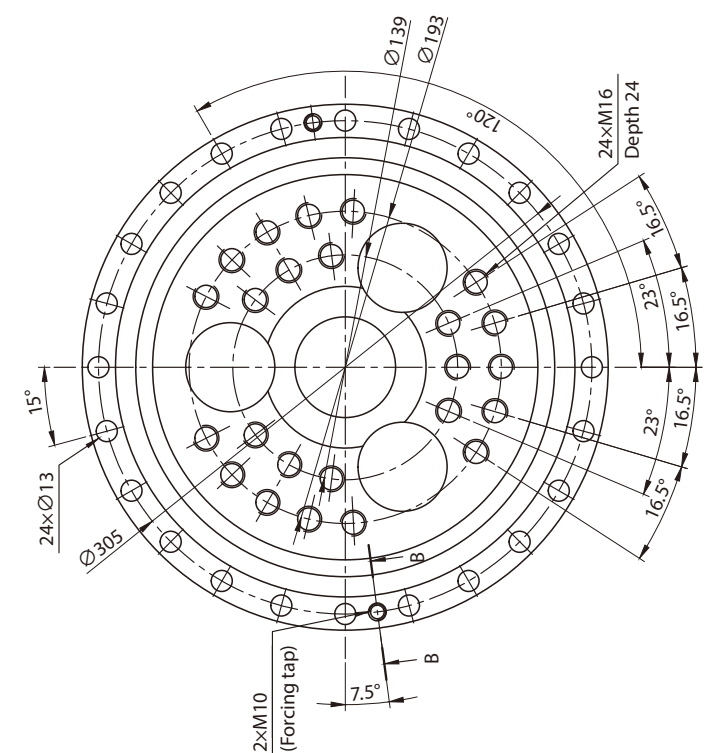 Ø139
Ø193
120°
24×M16
Depth 24
16.5°
23°
16.5°
15°
24×Ø13
Ø305
23°
16.5°
16.5°
B
B
2×M10
(Forcing tap)
7.5°